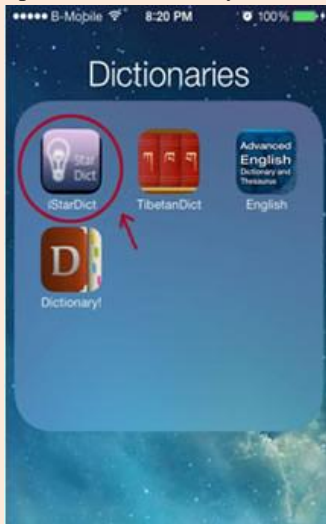 B-Mobile 8:20 PM 100%
Dictionaries
Star
Dict
ཀ ཁ ག
Advanced
English
Dictionary and
Thesaurus
iStarDict TibetanDict English
D
Dictionary!